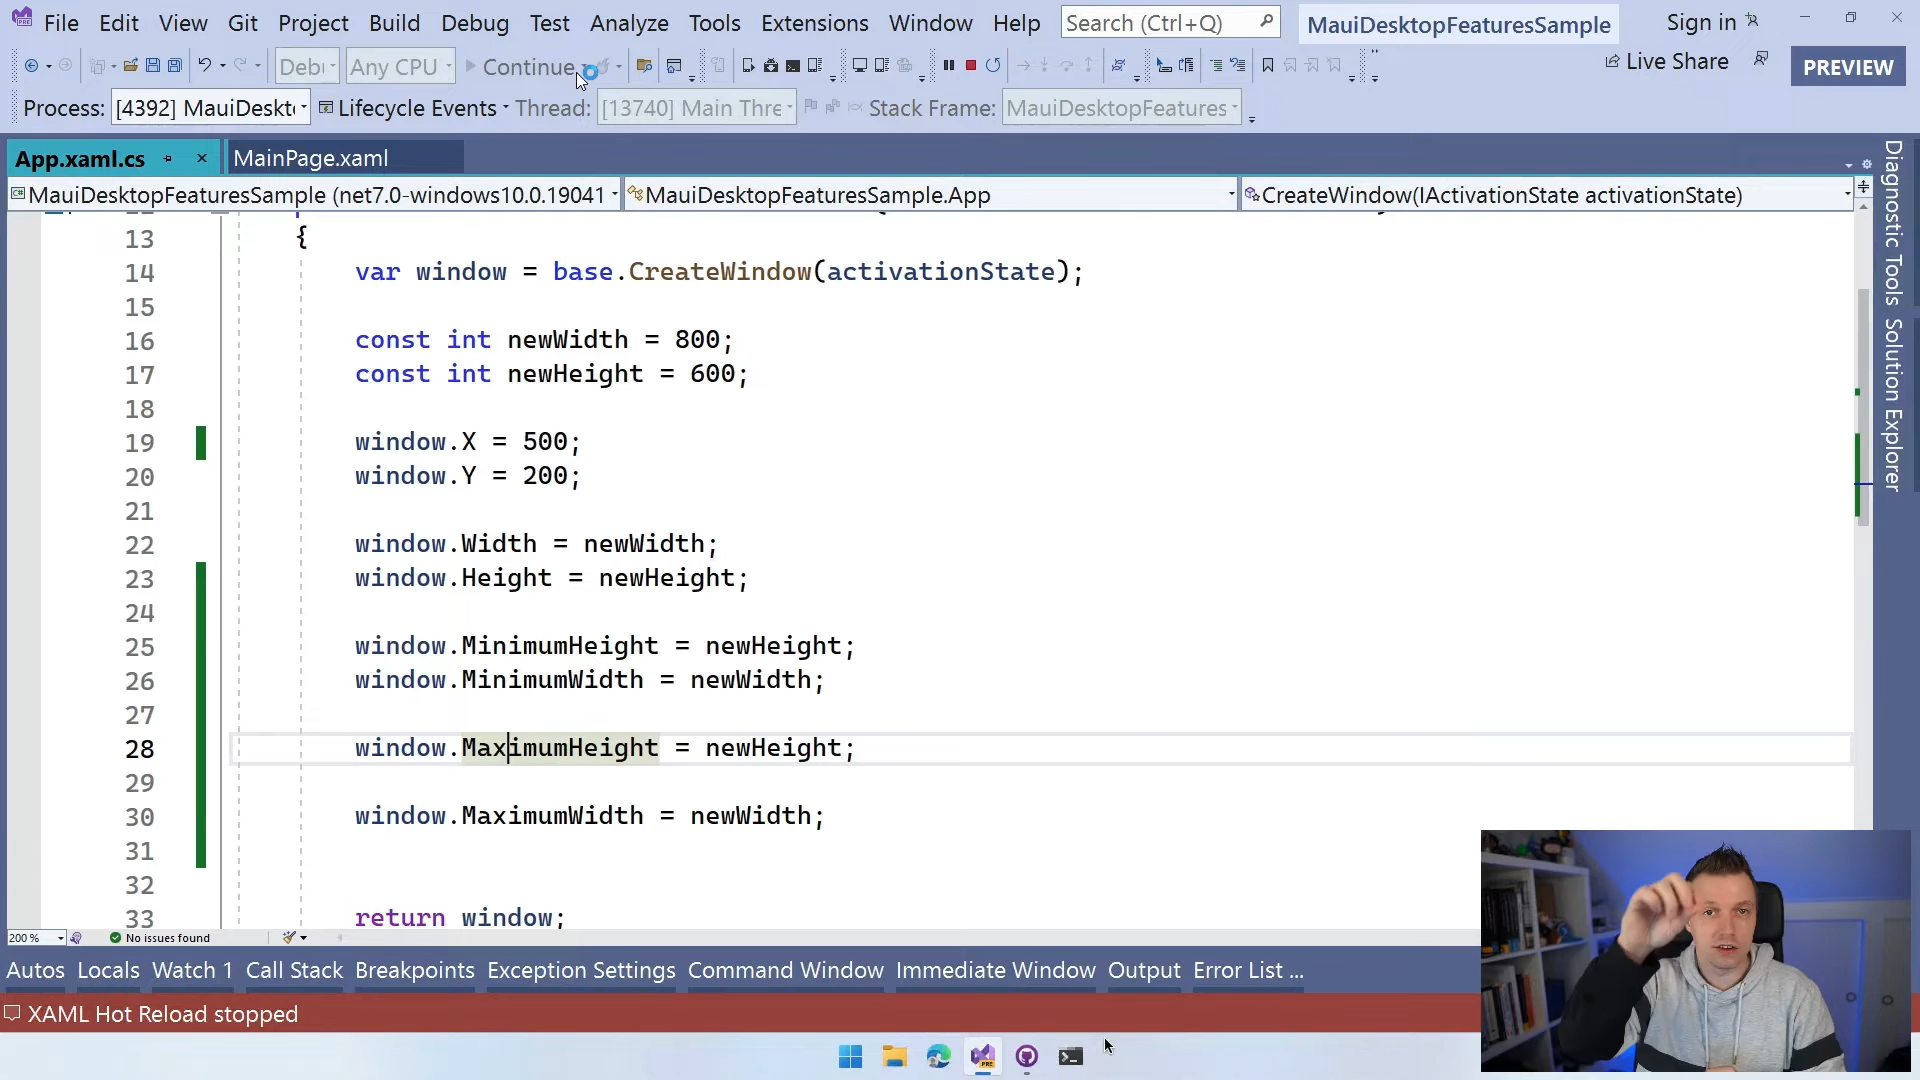 File Edit View Git Project Build Debug Test Analyze Tools Extensions Window Help Search (Ctrl+Q) MauiDesktopFeaturesSample Sign in
Debu Any CPU Continue Live Share PREVIEW
Process: [4392] MauiDeskt Lifecycle Events Thread: [13740] Main Thre Stack Frame: MauiDesktopFeatures
App.xaml.cs MainPage.xaml
MauiDesktopFeaturesSample (net7.0-windows10.0.19041 MauiDesktopFeaturesSample.App CreateWindow(IActivationState activationState)
13 {
14 var window = base.CreateWindow(activationState);
15
16 const int newWidth = 800;
17 const int newHeight = 600;
18
19 window.X = 500;
20 window.Y = 200;
21
22 window.Width = newWidth;
23 window.Height = newHeight;
24
25 window.MinimumHeight = newHeight;
26 window.MinimumWidth = newWidth;
27
28 window.MaximumHeight = newHeight;
29
30 window.MaximumWidth = newWidth;
31
32
33 return window;
200 % No issues found
Autos Locals Watch 1 Call Stack Breakpoints Exception Settings Command Window Immediate Window Output Error List ...
XAML Hot Reload stopped
Diagnostic Tools
Solution Explorer